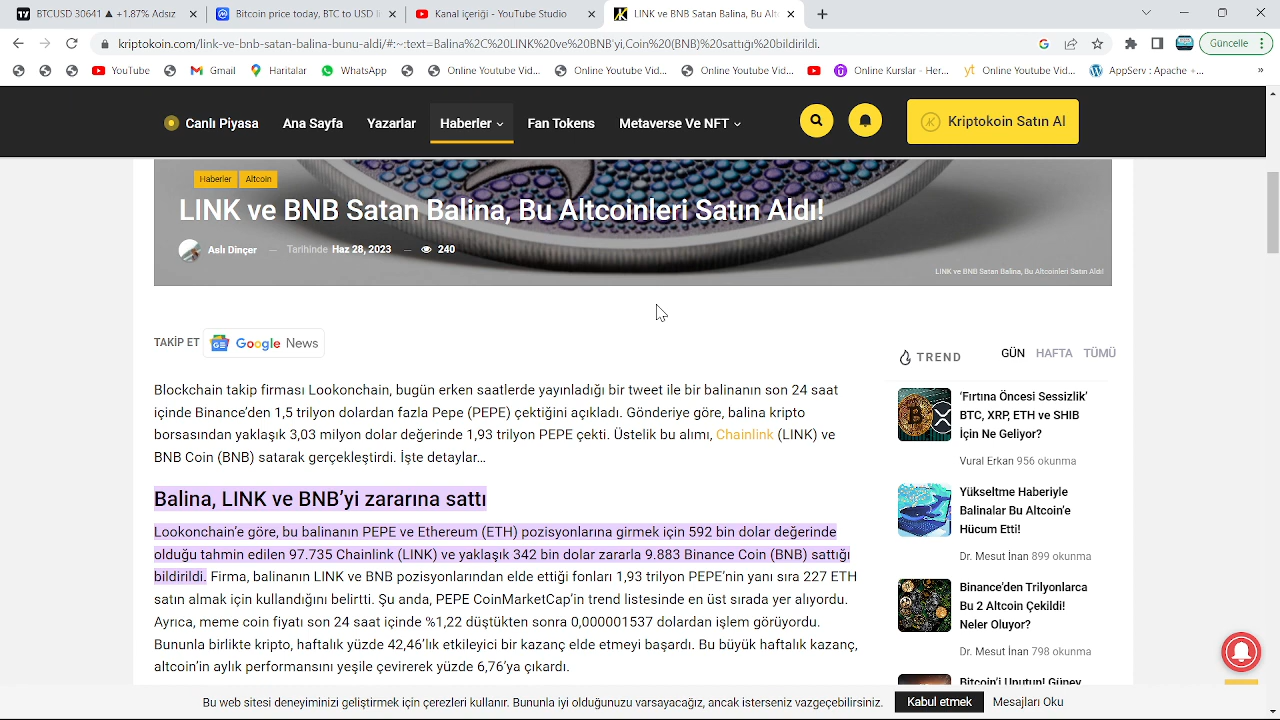 BTCUSD 30641 ▲ +1.87% Adsız
3 ayda 1000 USD li
Kanal içeriği - YouTube Studio
LINK ve BNB Satan Balina, Bu Alt
kriptokoin.com/link-ve-bnb-satan-balina-bunu-aldi/#:~:text=Balina%2C%20LINK%20ve%20BNB'yi,Coin%20(BNB)%20sattığı%20bildirildi.
Güncelle
YouTube
Gmail
Haritalar
WhatsApp
Online Youtube Vid...
Online Youtube Vid...
Online Youtube Vid...
Online Kurslar - Her...
yt Online Youtube Vid...
AppServ : Apache +...
»
Canlı Piyasa
Ana Sayfa
Yazarlar
Haberler
Fan Tokens
Metaverse Ve NFT
Kriptokoin Satın Al
Haberler
Altcoin
LINK ve BNB Satan Balina, Bu Altcoinleri Satın Aldı!
Aslı Dinçer — Tarihinde Haz 28, 2023 — 240
LINK ve BNB Satan Balina, Bu Altcoinleri Satın Aldı!
TAKİP ET Google News
Blockchain takip firması Lookonchain, bugün erken saatlerde yayınladığı bir tweet ile bir balinanın son 24 saat
içinde Binance'den 1,5 trilyon dolardan fazla Pepe (PEPE) çektiğini açıkladı. Gönderiye göre, balina kripto
borsasından yaklaşık 3,03 milyon dolar değerinde 1,93 trilyon PEPE çekti. Üstelik bu alımı, Chainlink (LINK) ve
BNB Coin (BNB) satarak gerçekleştirdi. İşte detaylar…
Balina, LINK ve BNB'yi zararına sattı
Lookonchain'e göre bu balinanın PEPE ve Ethereum (ETH) pozisyonlarına girmek için 592 bin dolar değerinde
olduğu tahmin edilen 97.735 Chainlink (LINK) ve yaklaşık 342 bin dolar zararla 9.883 Binance Coin (BNB) sattığı
bildirildi. Firma, balinanın LINK ve BNB pozisyonlarından elde ettiği fonları 1,93 trilyon PEPE'nin yanı sıra 227 ETH
satın almak için kullandığını belirtti. Şu anda, PEPE CoinMarketCap'in trend listesinde en üst sırada yer alıyordu.
Ayrıca, meme coin fiyatının 24 saat içinde %1,22 düştükten sonra 0,000001537 dolardan işlem görüyordu.
Bununla birlikte kripto, haftalık yüzde 42,46'lık etkileyici bir kazanç elde etmeyi başardı. Bu büyük haftalık kazanç,
altcoin'in aylık performansını yeşile çevirerek yüzde 6,76'ya çıkardı.
TREND
GÜN
HAFTA
TÜMÜ
'Fırtına Öncesi Sessizlik'
BTC, XRP, ETH ve SHIB
İçin Ne Geliyor?
Vural Erkan 956 okunma
Yükseltme Haberiyle
Balinalar Bu Altcoin'e
Hücum Etti!
Dr. Mesut İnan 899 okunma
Binance'den Trilyonlarca
Bu 2 Altcoin Çekildi!
Neler Oluyor?
Dr. Mesut İnan 798 okunma
Bitcoin'i Unutun! Güney
eyiminizi geliştirmek için çerezleri kullanır. Bununla iyi olduğunuzu varsayacağız, ancak isterseniz vazgeçebilirsiniz.
Kabul etmek
Mesajları Oku